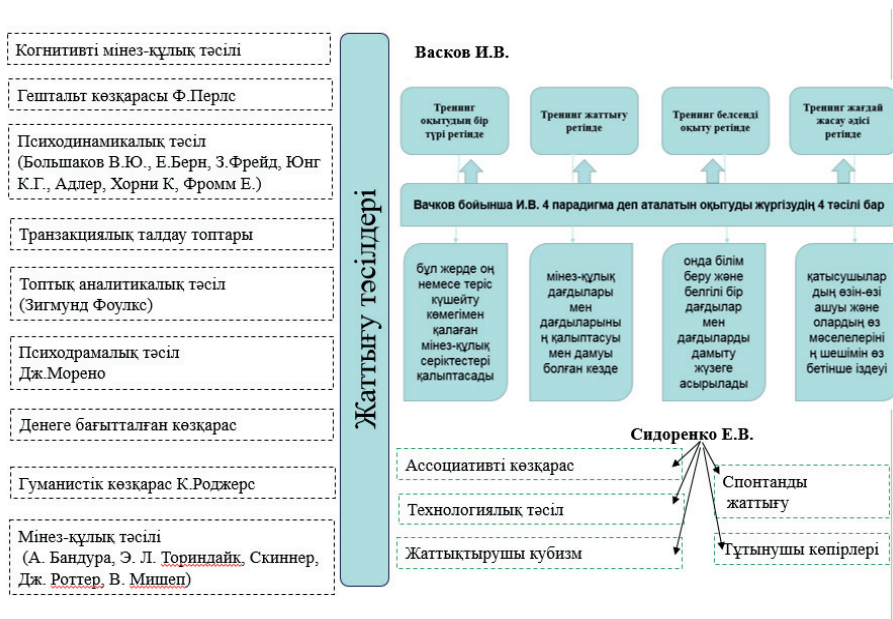 Когнитивті мінез-құлық тәсілі
Гештальт көзқарасы Ф.Перлс
Психодинамикалық тәсіл
(Большаков В.Ю., Е.Берн, З.Фрейд, Юнг
К.Г., Адлер, Хорни К, Фромм Е.)
Транзакциялық талдау топтары
Топтық аналитикалық тәсіл
(Зигмунд Фоулкс)
Психодрамалық тәсіл
Дж.Морено
Денеге бағытталған көзқарас
Гуманистік көзқарас К.Роджерс
Мінез-құлық тәсілі
(А. Бандура, Э. Л. Ториндайк, Скиннер,
Дж. Роттер, В. Мишеп)
Жаттығу тәсілдері
Васков И.В.
Тренинг
оқытудың бір
түрі ретінде
Тренинг жаттығу
ретінде
Тренинг белсенді
оқыту ретінде
Тренинг жағдай
жасау әдісі
ретінде
Вачков бойынша И.В. 4 парадигма деп аталатын оқытуды жүргізудің 4 тәсілі бар
бұл жерде оң
немесе теріс
күшейту
көмегімен
қалаған
мінез-құлық
серіктестері
қалыптасады
мінез-құлық
дағдылары
мен
дағдыларыны
ң қалыптасуы
мен дамуы
болған кезде
онда білім
беру және
белгілі бір
дағдылар
мен
дағдыларды
дамыту
жүзеге
асырылады
қатысушылар
дың өзін-өзі
ашуы және
олардың өз
мәселелеріні
ң шешімін өз
бетінше іздеуі
Сидоренко Е.В.
Ассоциативті көзқарас
Технологиялық тәсіл
Жаттықтырушы кубизм
Спонтанды
жаттығу
Тұтынушы көпірлері